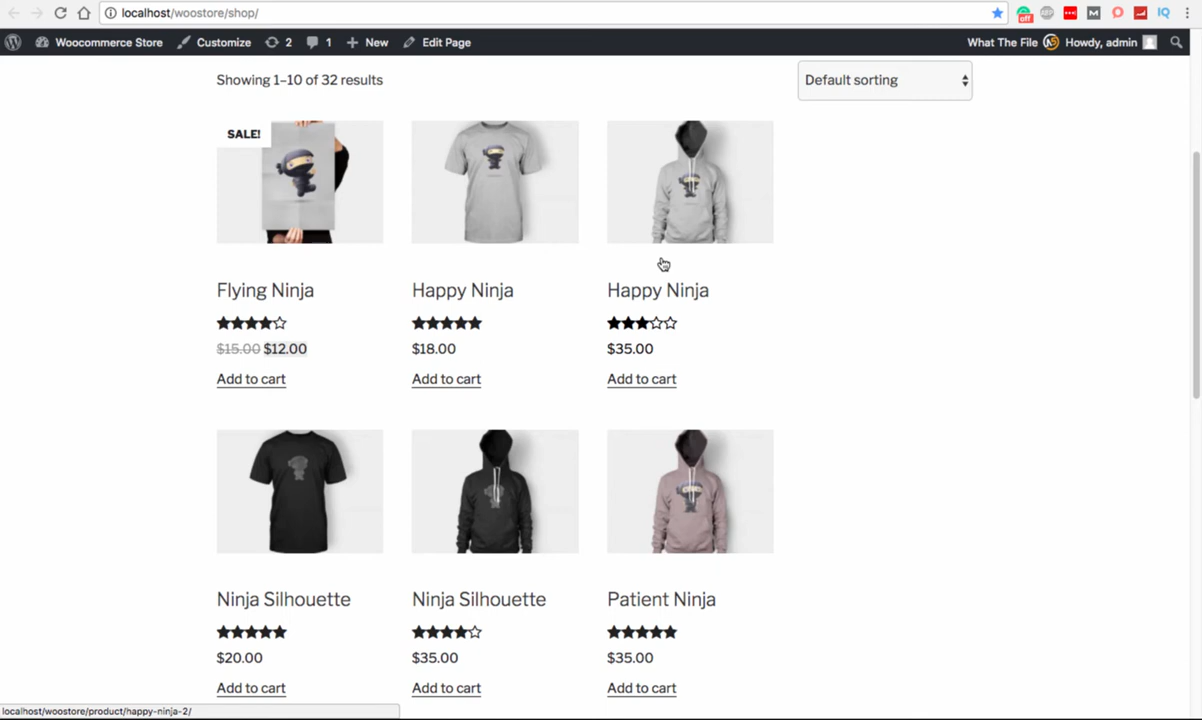 localhost/woostore/shop/
off
ABP
M
IQ
Woocommerce Store Customize 2 1 New Edit Page What The File Howdy, admin
Showing 1–10 of 32 results
Default sorting
SALE!
Flying Ninja Happy Ninja Happy Ninja
$15.00 $12.00 $18.00 $35.00
Add to cart Add to cart Add to cart
Ninja Silhouette Ninja Silhouette Patient Ninja
$20.00 $35.00 $35.00
Add to cart Add to cart Add to cart
localhost/woostore/product/happy-ninja-2/